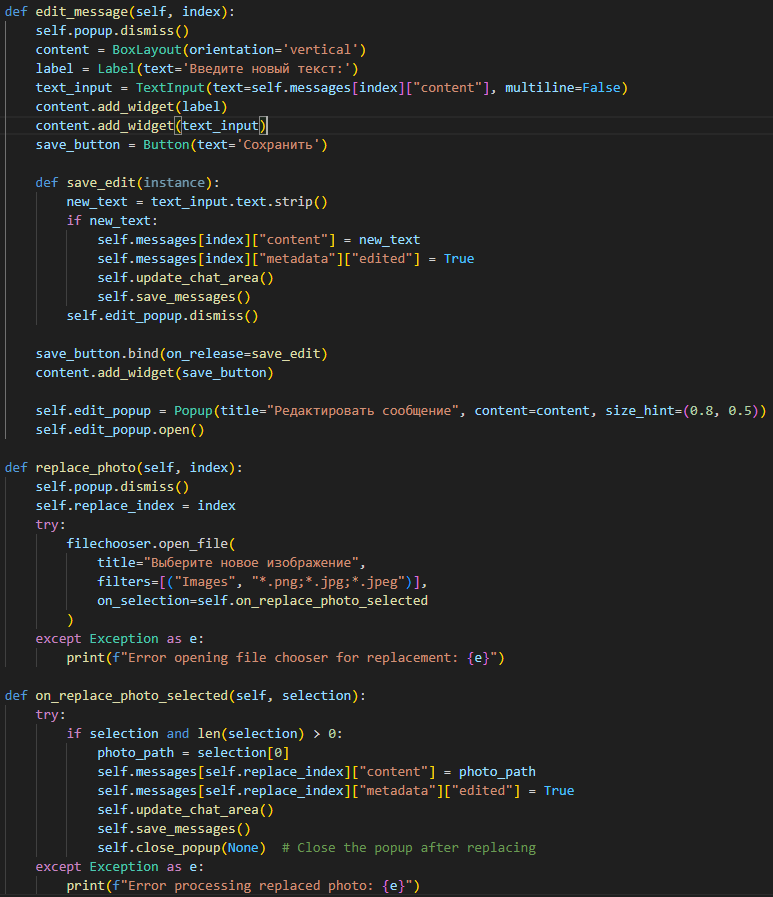 def edit_message(self, index):
    self.popup.dismiss()
    content = BoxLayout(orientation='vertical')
    label = Label(text='Введите новый текст:')
    text_input = TextInput(text=self.messages[index]["content"], multiline=False)
    content.add_widget(label)
    content.add_widget(text_input)
    save_button = Button(text='Сохранить')

    def save_edit(instance):
        new_text = text_input.text.strip()
        if new_text:
            self.messages[index]["content"] = new_text
            self.messages[index]["metadata"]["edited"] = True
            self.update_chat_area()
            self.save_messages()
        self.edit_popup.dismiss()

    save_button.bind(on_release=save_edit)
    content.add_widget(save_button)

    self.edit_popup = Popup(title="Редактировать сообщение", content=content, size_hint=(0.8, 0.5))
    self.edit_popup.open()

def replace_photo(self, index):
    self.popup.dismiss()
    self.replace_index = index
    try:
        filechooser.open_file(
            title="Выберите новое изображение",
            filters=[("Images", "*.png;*.jpg;*.jpeg")],
            on_selection=self.on_replace_photo_selected
        )
    except Exception as e:
        print(f"Error opening file chooser for replacement: {e}")

def on_replace_photo_selected(self, selection):
    try:
        if selection and len(selection) > 0:
            photo_path = selection[0]
            self.messages[self.replace_index]["content"] = photo_path
            self.messages[self.replace_index]["metadata"]["edited"] = True
            self.update_chat_area()
            self.save_messages()
            self.close_popup(None)  # Close the popup after replacing
    except Exception as e:
        print(f"Error processing replaced photo: {e}")